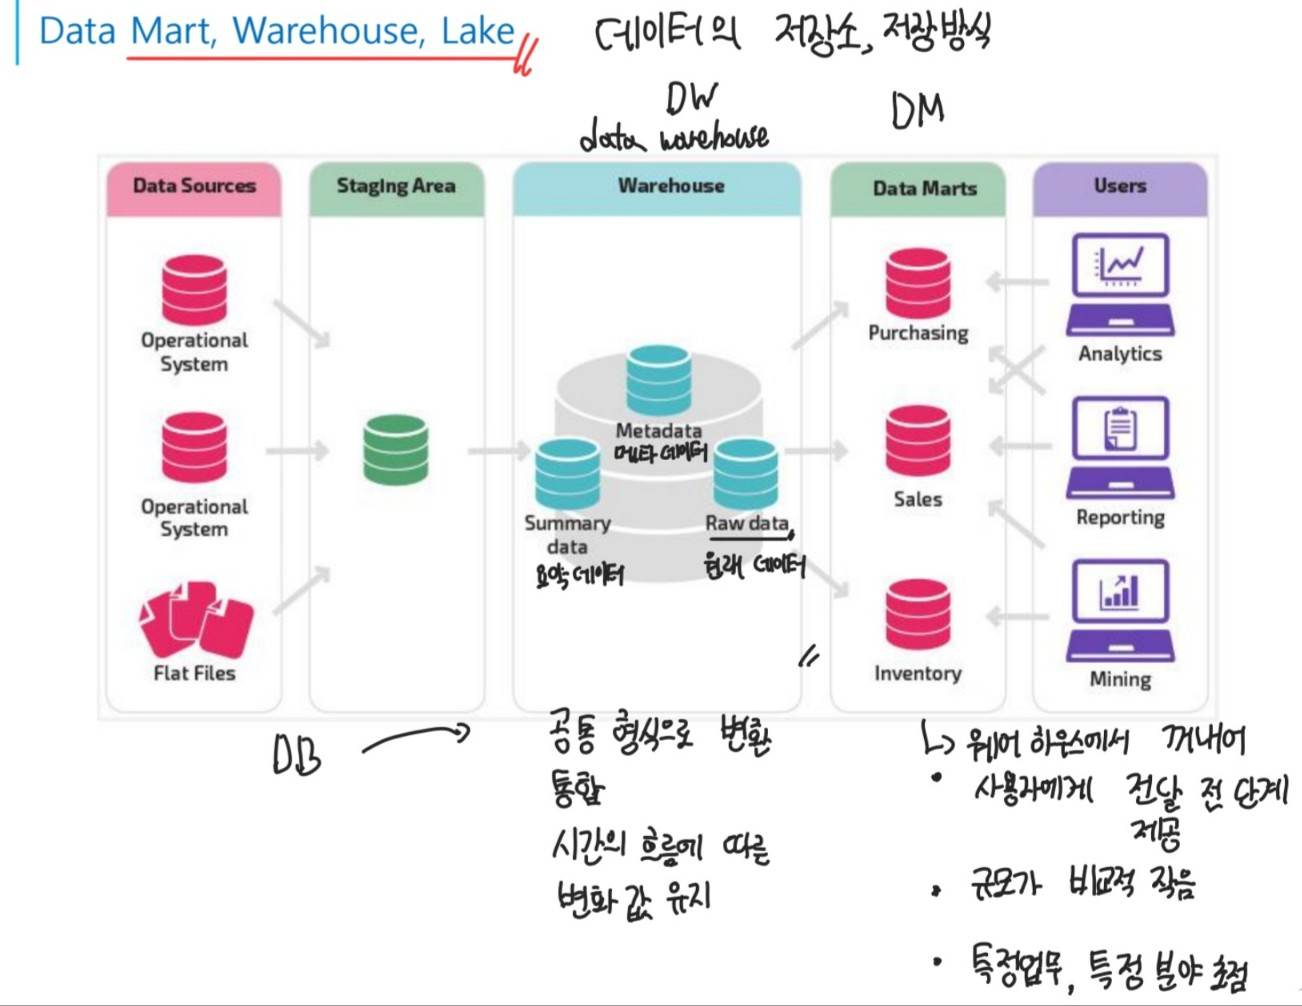 Data Mart, Warehouse, Lake
데이터의 저장소, 저장방식
DW
data warehouse
DM
Data Sources
Staging Area
Warehouse
Data Marts
Users
Operational
System
Operational
System
Flat Files
Metadata
메타 데이터
Summary
data
요약 데이터
Raw data
원래 데이터
Purchasing
Sales
Inventory
Analytics
Reporting
Mining
DB
공통 형식으로 변환
통합
시간의 흐름에 따른
변화 값 유지
웨어 하우스에서 꺼내어
• 사용자에게 전달 전 단계
제공
• 규모가 비교적 작음
• 특정업무, 특정 분야 초점